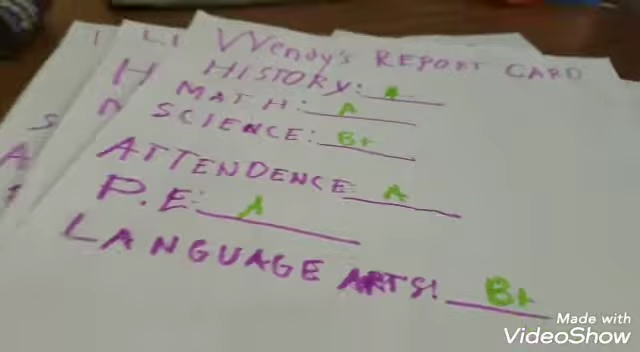 Wendy's REPORT CARD
HISTORY: A
MATH: A
SCIENCE: B+
ATTENDENCE A
P.E: A
LANGUAGE ARTS: B+
L I
H
S
A
Made with
VideoShow